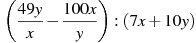 (49y/x − 100x/y) : (7x + 10y)